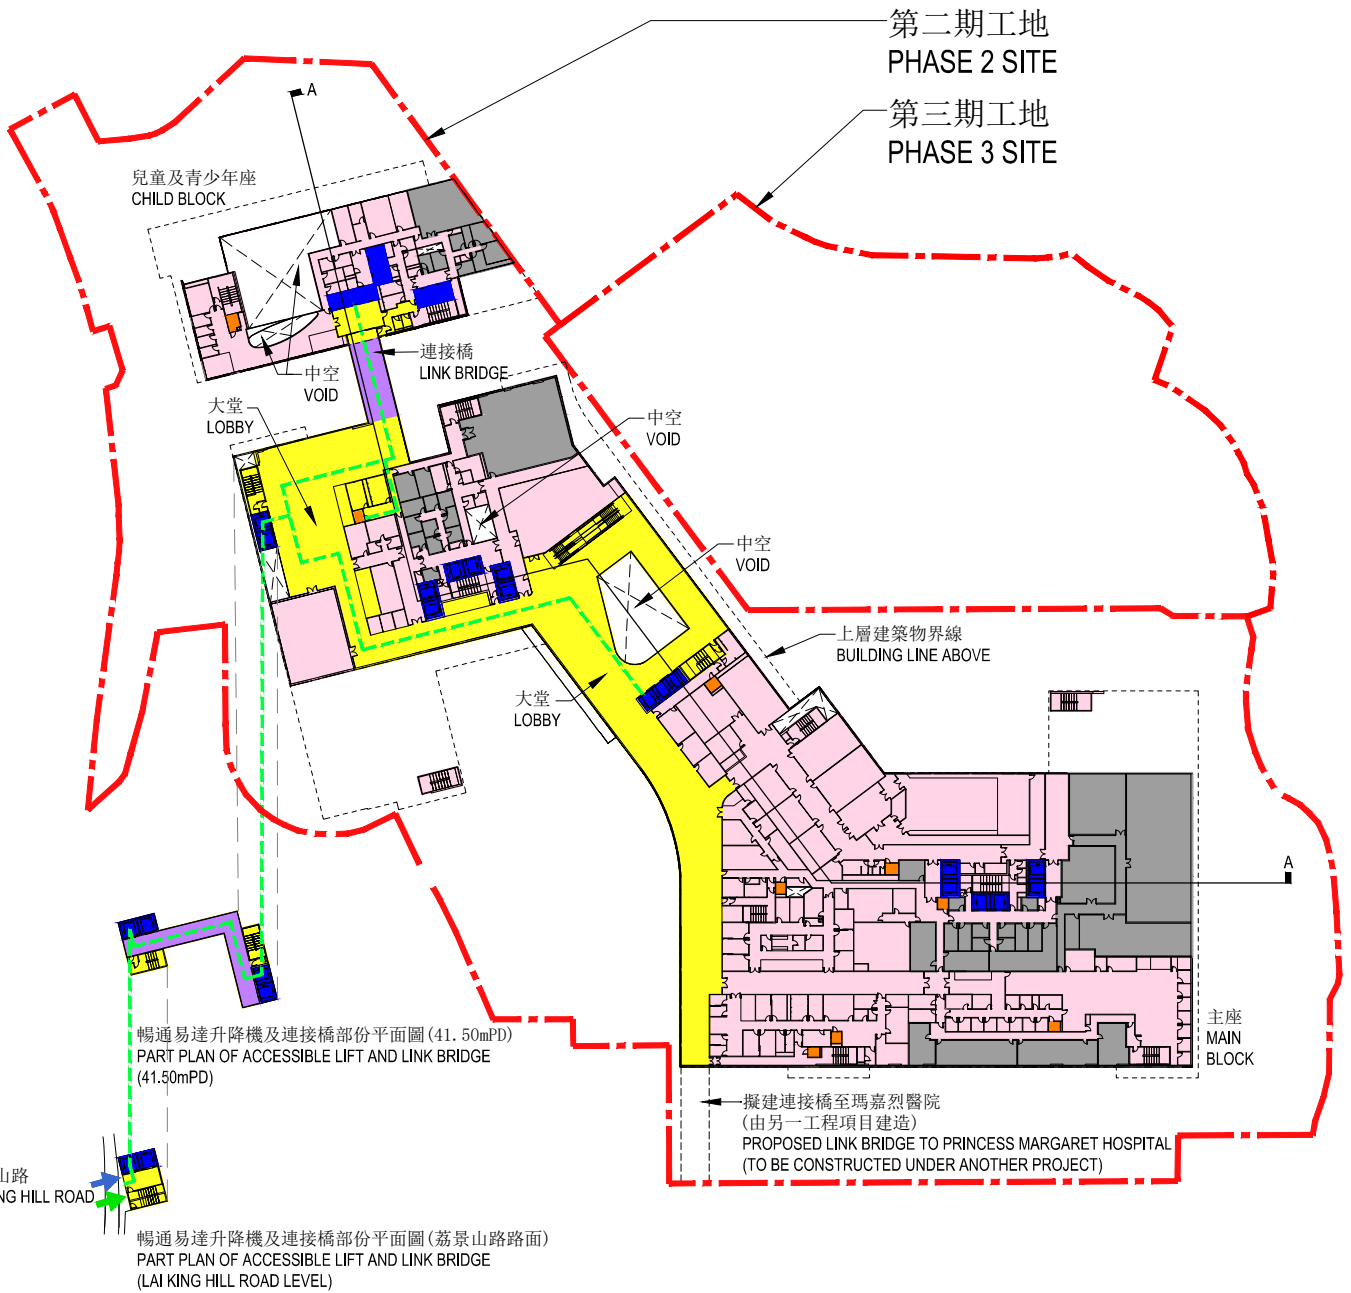 第二期工地
PHASE 2 SITE
第三期工地
PHASE 3 SITE
A
兒童及青少年座
CHILD BLOCK
連接橋
LINK BRIDGE
中空
VOID
大堂
LOBBY
中空
VOID
中空
VOID
上層建築物界線
BUILDING LINE ABOVE
大堂
LOBBY
A
主座
MAIN
BLOCK
暢通易達升降機及連接橋部份平面圖(41.50mPD)
PART PLAN OF ACCESSIBLE LIFT AND LINK BRIDGE
(41.50mPD)
擬建連接橋至瑪嘉烈醫院
(由另一工程項目建造)
PROPOSED LINK BRIDGE TO PRINCESS MARGARET HOSPITAL
(TO BE CONSTRUCTED UNDER ANOTHER PROJECT)
山路
NG HILL ROAD
暢通易達升降機及連接橋部份平面圖(荔景山路路面)
PART PLAN OF ACCESSIBLE LIFT AND LINK BRIDGE
(LAI KING HILL ROAD LEVEL)